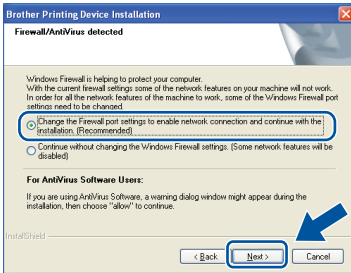 Brother Printing Device Installation
Firewall/AntiVirus detected
Windows Firewall is helping to protect your computer.
With the current firewall settings some of the network features on your machine will not work.
In order for all the network features of the machine to work, some of the Windows Firewall port
settings need to be changed.
Change the Firewall port settings to enable network connection and continue with the
installation. (Recommended)
Continue without changing the Windows Firewall settings. (Some network features will be
disabled)
For AntiVirus Software Users:
If you are using AntiVirus Software, a warning dialog window might appear during the
installation, then choose "allow" to continue.
InstallShield
< Back
Next >
Cancel